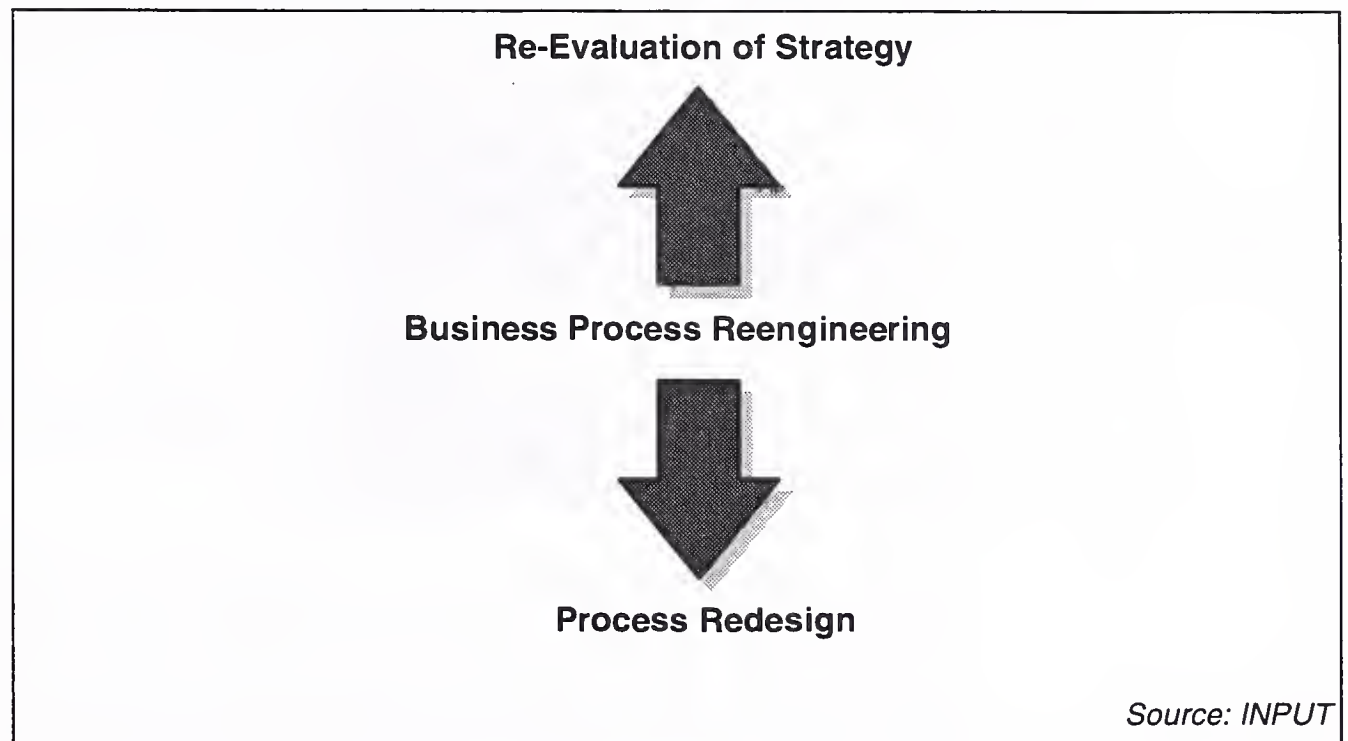 Re-Evaluation of Strategy
Business Process Reengineering
Process Redesign
Source: INPUT